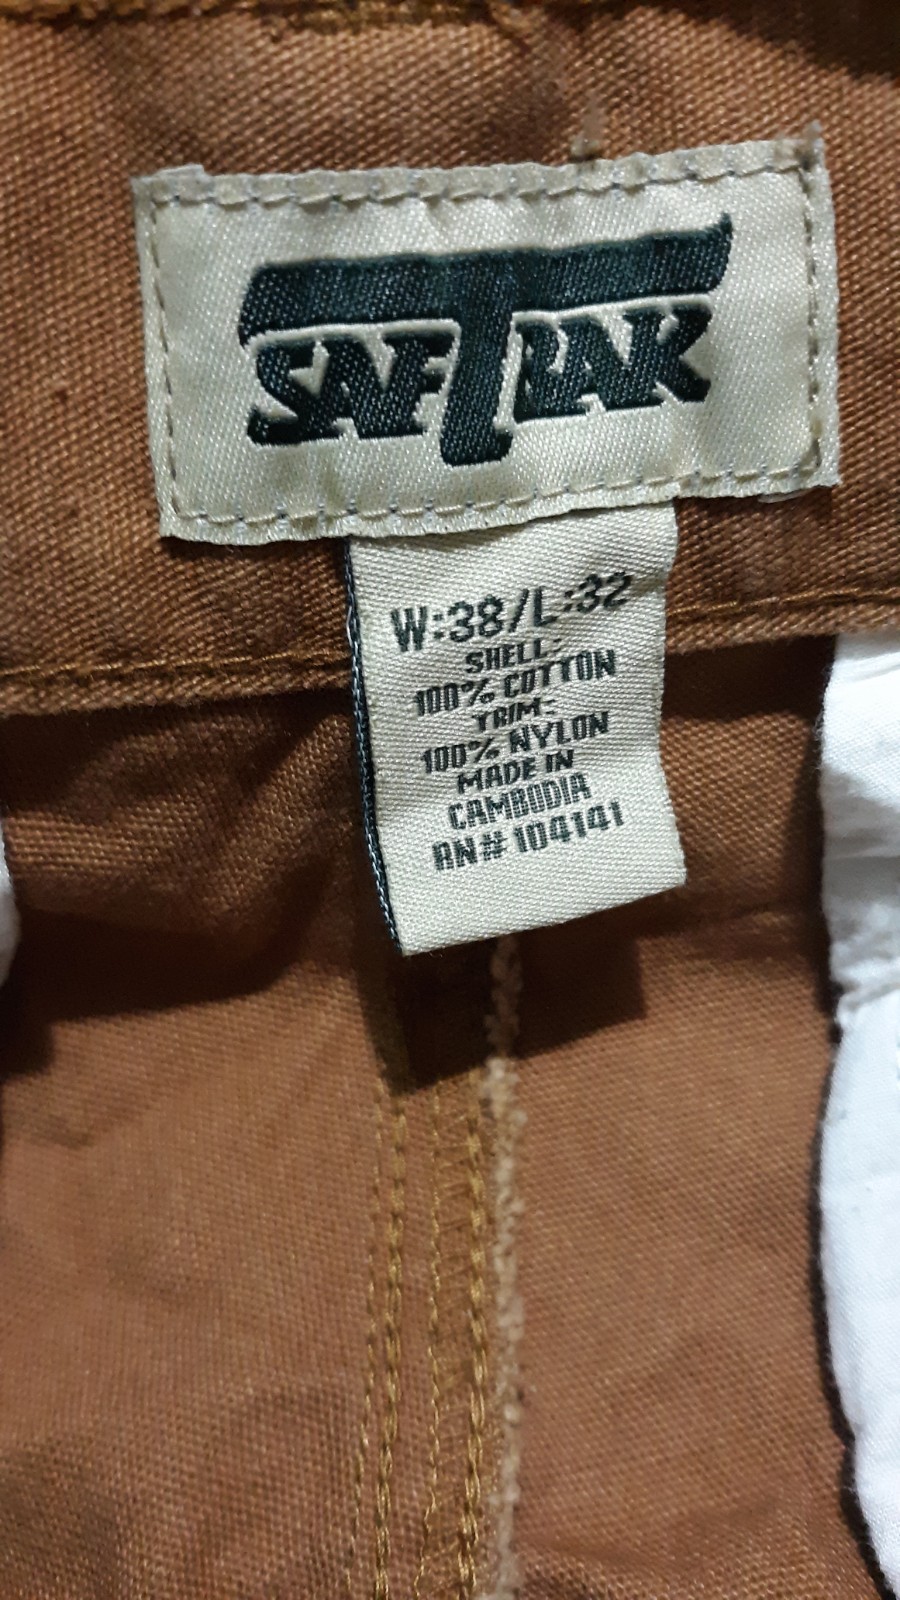 SAFTRAK
W:38/L:32
SHELL:
100% COTTON
TRIM:
100% NYLON
MADE IN
CAMBODIA
RN# 104141